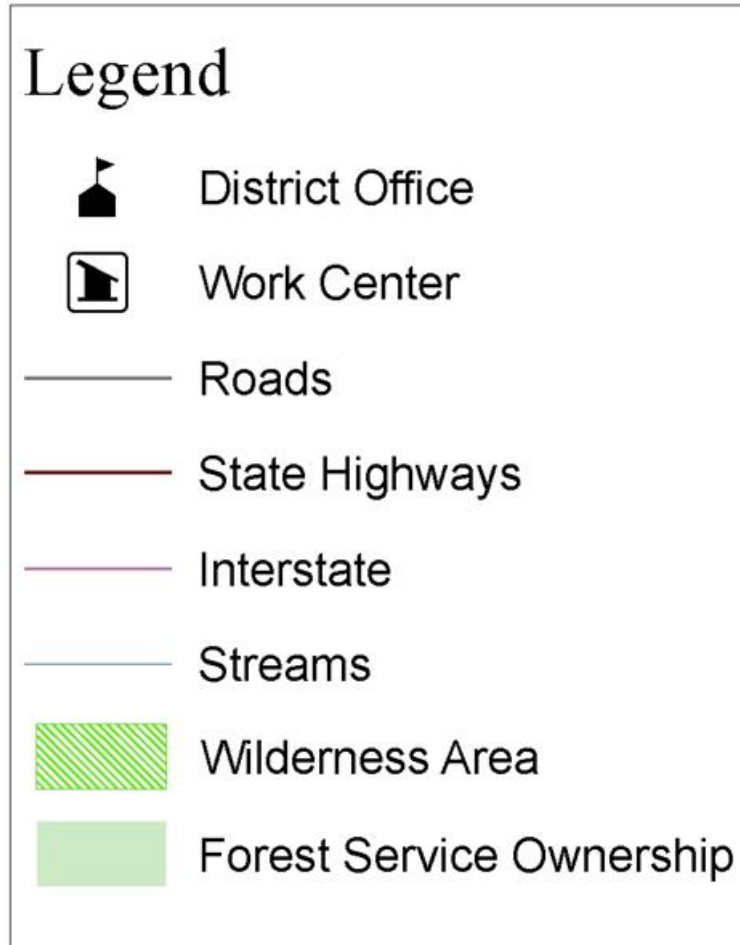 Legend
District Office
Work Center
Roads
State Highways
Interstate
Streams
Wilderness Area
Forest Service Ownership